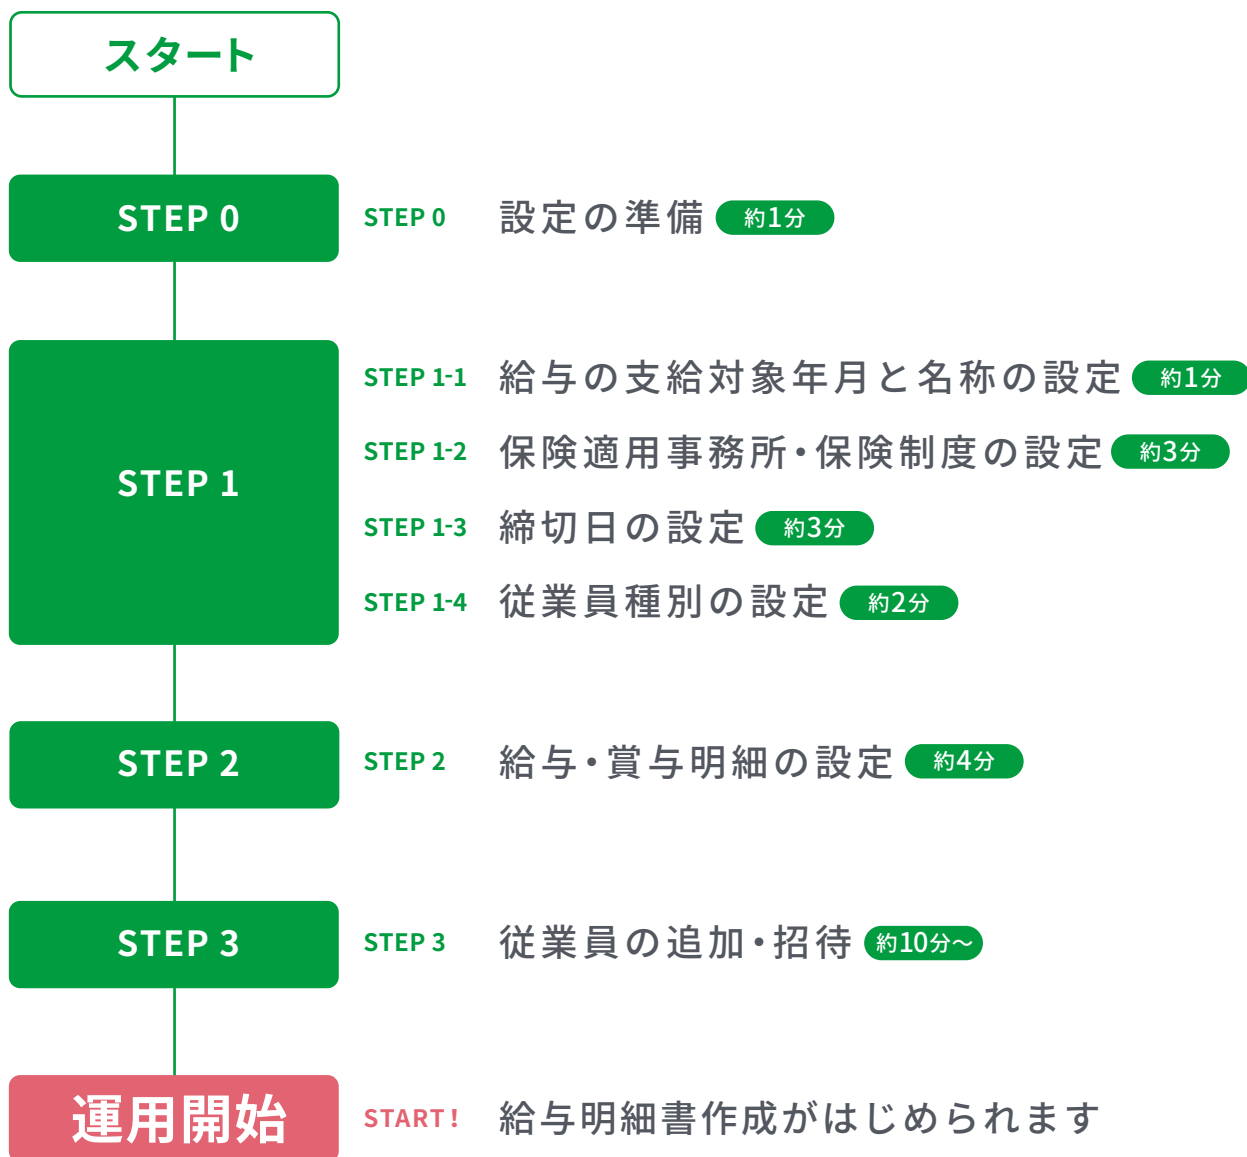 スタート
STEP 0
STEP 0 設定の準備 約1分
STEP 1
STEP 1-1 給与の支給対象年月と名称の設定 約1分
STEP 1-2 保険適用事務所・保険制度の設定 約3分
STEP 1-3 締切日の設定 約3分
STEP 1-4 従業員種別の設定 約2分
STEP 2
STEP 2 給与・賞与明細の設定 約4分
STEP 3
STEP 3 従業員の追加・招待 約10分～
運用開始
START! 給与明細書作成がはじめられます